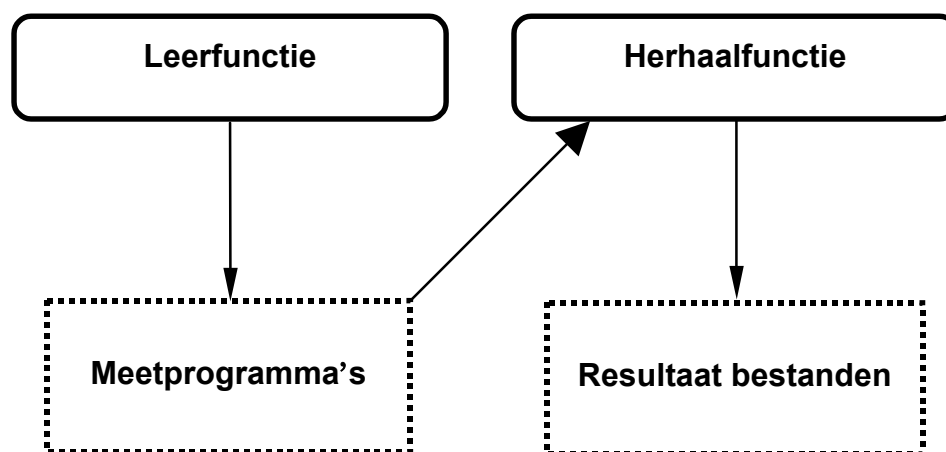 Leerfunctie
Herhaalfunctie
Meetprogramma’s
Resultaat bestanden